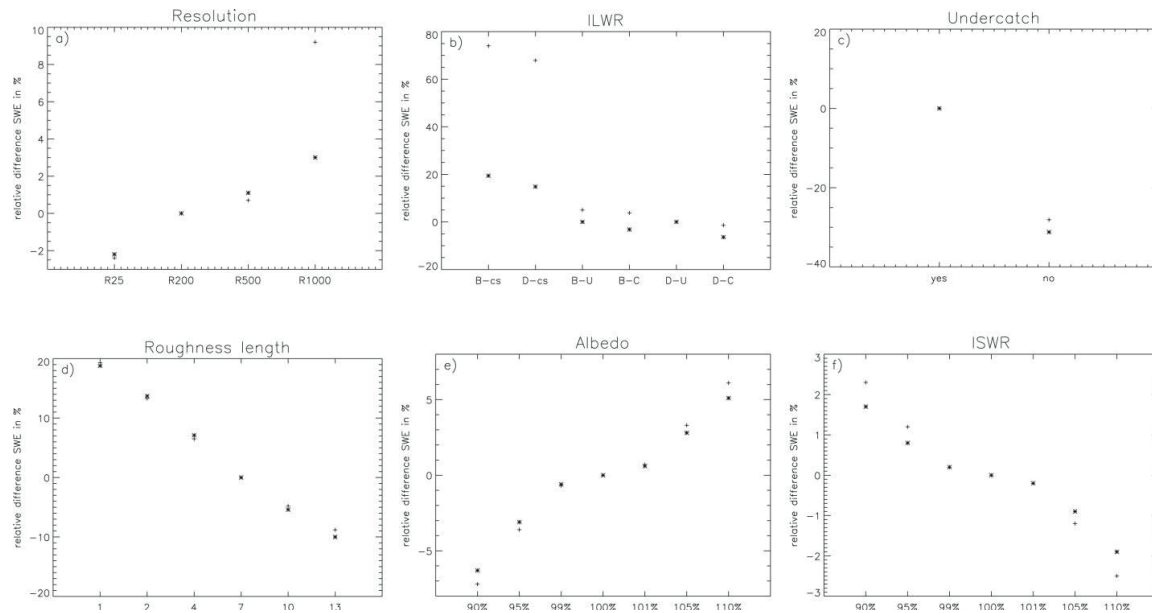 Resolution
a)
relative difference SWE in %
10
8
6
4
2
0
−2
R25 R200 R500 R1000
ILWR
b)
relative difference SWE in %
80
60
40
20
0
−20
B−cs D−cs B−U B−C D−U D−C
Undercatch
c)
relative difference SWE in %
20
0
−20
−40
yes no
Roughness length
d)
relative difference SWE in %
20
10
0
−10
−20
1 2 4 7 10 13
Albedo
e)
relative difference SWE in %
5
0
−5
90% 95% 99% 100% 101% 105% 110%
ISWR
f)
relative difference SWE in %
3
2
1
0
−1
−2
−3
90% 95% 99% 100% 101% 105% 110%